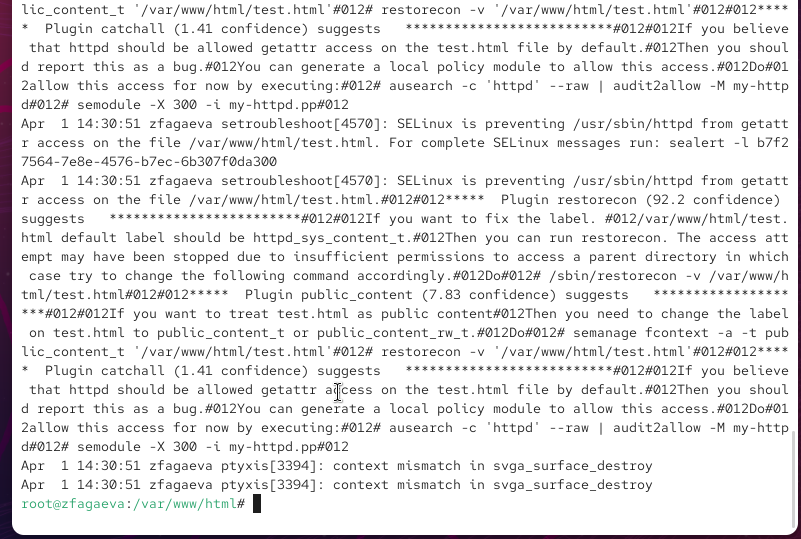 lic_content_t '/var/www/html/test.html'#012# restorecon -v '/var/www/html/test.html'#012#012****
*  Plugin catchall (1.41 confidence) suggests   **************************#012#012If you believe
 that httpd should be allowed getattr access on the test.html file by default.#012Then you shoul
d report this as a bug.#012You can generate a local policy module to allow this access.#012Do#01
2allow this access for now by executing:#012# ausearch -c 'httpd' --raw | audit2allow -M my-http
d#012# semodule -X 300 -i my-httpd.pp#012
Apr  1 14:30:51 zfagaeva setroubleshoot[4570]: SELinux is preventing /usr/sbin/httpd from getatt
r access on the file /var/www/html/test.html. For complete SELinux messages run: sealert -l b7f2
7564-7e8e-4576-b7ec-6b307f0da300
Apr  1 14:30:51 zfagaeva setroubleshoot[4570]: SELinux is preventing /usr/sbin/httpd from getatt
r access on the file /var/www/html/test.html.#012#012*****  Plugin restorecon (92.2 confidence) 
suggests   ************************#012#012If you want to fix the label. #012/var/www/html/test.
html default label should be httpd_sys_content_t.#012Then you can run restorecon. The access att
empt may have been stopped due to insufficient permissions to access a parent directory in which
 case try to change the following command accordingly.#012Do#012# /sbin/restorecon -v /var/www/h
tml/test.html#012#012*****  Plugin public_content (7.83 confidence) suggests   *****************
***#012#012If you want to treat test.html as public content#012Then you need to change the label
 on test.html to public_content_t or public_content_rw_t.#012Do#012# semanage fcontext -a -t pub
lic_content_t '/var/www/html/test.html'#012# restorecon -v '/var/www/html/test.html'#012#012****
*  Plugin catchall (1.41 confidence) suggests   **************************#012#012If you believe
 that httpd should be allowed getattr access on the test.html file by default.#012Then you shoul
d report this as a bug.#012You can generate a local policy module to allow this access.#012Do#01
2allow this access for now by executing:#012# ausearch -c 'httpd' --raw | audit2allow -M my-http
d#012# semodule -X 300 -i my-httpd.pp#012
Apr  1 14:30:51 zfagaeva ptyxis[3394]: context mismatch in svga_surface_destroy
Apr  1 14:30:51 zfagaeva ptyxis[3394]: context mismatch in svga_surface_destroy
root@zfagaeva:/var/www/html#